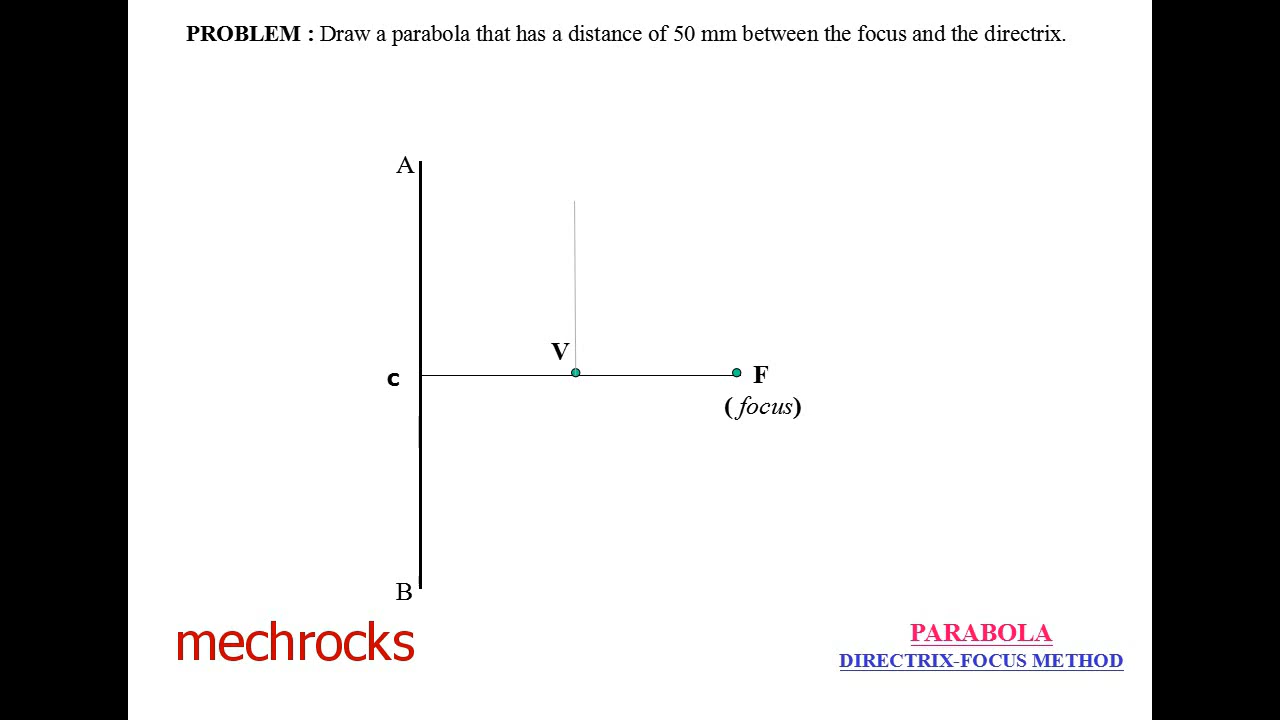 PROBLEM : Draw a parabola that has a distance of 50 mm between the focus and the directrix.
A
V
c
F
( focus)
B
mechrocks
PARABOLA
DIRECTRIX-FOCUS METHOD